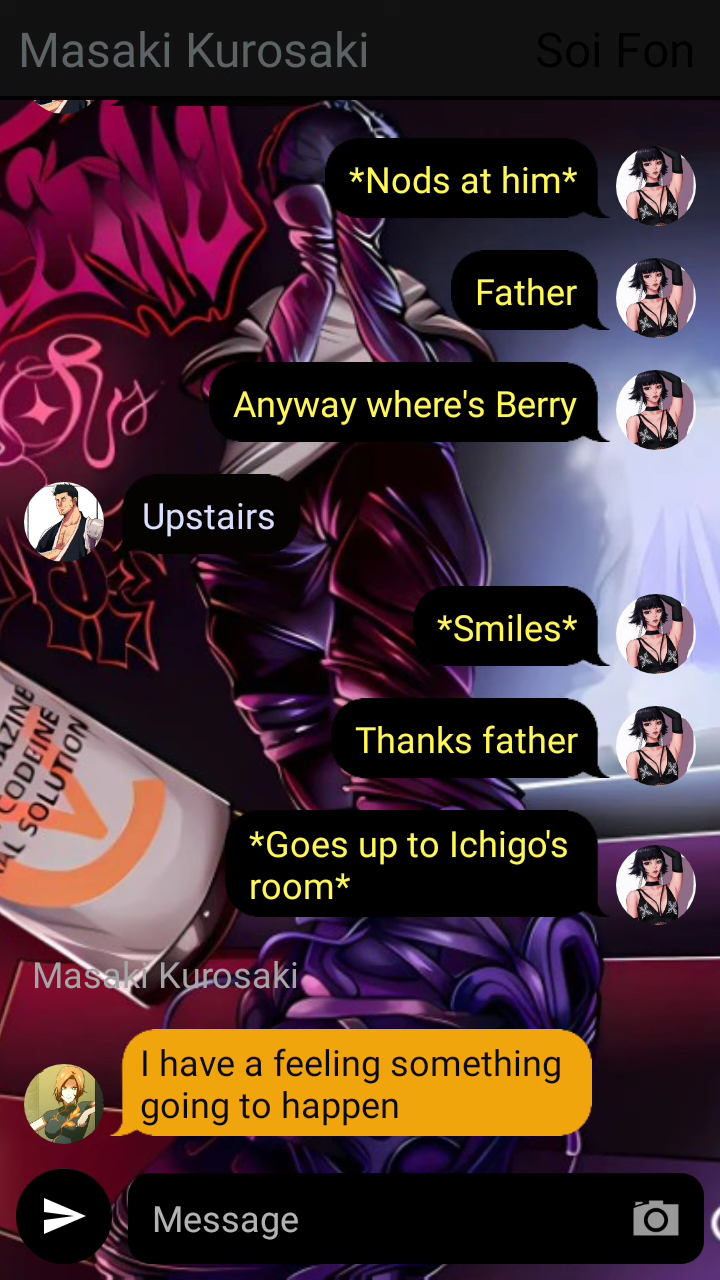 Masaki Kurosaki
Soi Fon
*Nods at him*
Father
Anyway where's Berry
Upstairs
*Smiles*
Thanks father
*Goes up to Ichigo's
room*
AZINE
CODEINE
AL SOLUTION
Masaki Kurosaki
I have a feeling something
going to happen
Message